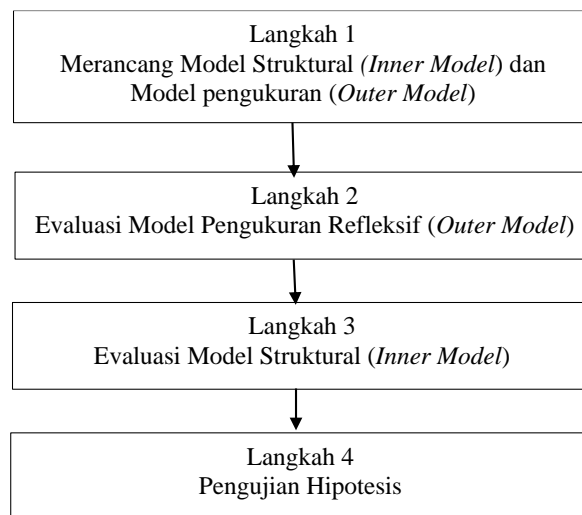 Langkah 1
Merancang Model Struktural (Inner Model) dan
Model pengukuran (Outer Model)
Langkah 2
Evaluasi Model Pengukuran Refleksif (Outer Model)
Langkah 3
Evaluasi Model Struktural (Inner Model)
Langkah 4
Pengujian Hipotesis